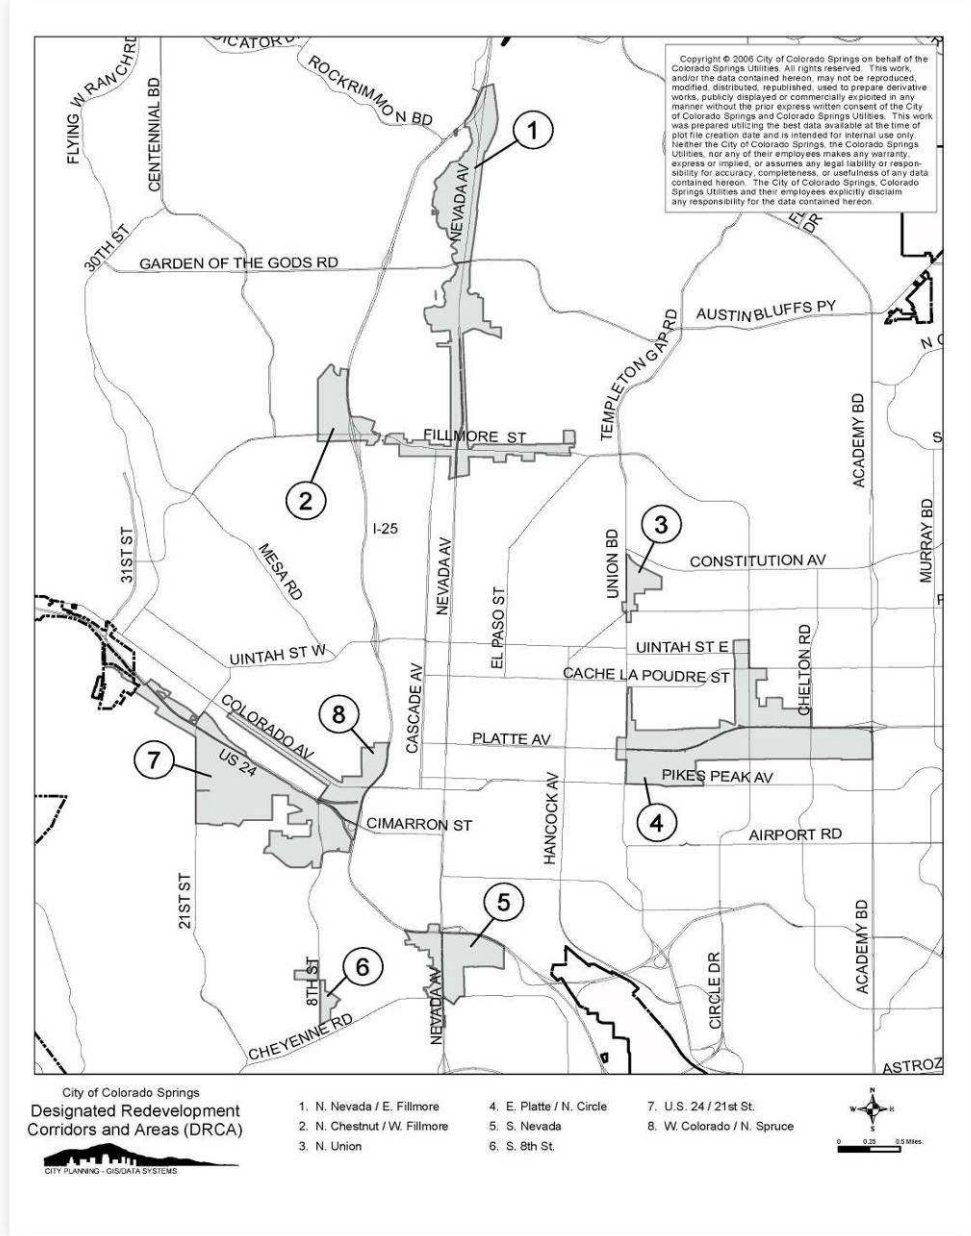 ICATOR D
ROCKRIMMON BD
FLYING W RANCH RD
CENTENNIAL BD
Copyright © 2006 City of Colorado Springs on behalf of the
Colorado Springs Utilities. All rights reserved. This work,
and/or the data contained hereon, may not be reproduced,
modified, distributed, republished, used to prepare derivative
works, publicly displayed or commercially exploited in any
manner without the prior express written consent of the City
of Colorado Springs and Colorado Springs Utilities. This work
was prepared utilizing the best data available at the time of
plot file creation date and is intended for internal use only.
Neither the City of Colorado Springs, the Colorado Springs
Utilities, nor any of their employees makes any warranty,
express or implied, or assumes any legal liability or respon-
sibility for accuracy, completeness, or usefulness of any data
contained hereon. The City of Colorado Springs, Colorado
Springs Utilities and their employees explicitly disclaim
any responsibility for the data contained hereon.
1
NEVADA AV
DR
30TH ST
GARDEN OF THE GODS RD
AUSTIN BLUFFS PY
TEMPLETON GAP RD
ACADEMY BD
FILLMORE ST
2
I-25
3
31ST ST
MESA RD
NEVADA AV
EL PASO ST
UNION BD
CONSTITUTION AV
MURRAY BD
UINTAH ST W
UINTAH ST E
CACHE LA POUDRE ST
CHELTON RD
CASCADE AV
COLORADO AV
8
7
US 24
PLATTE AV
PIKES PEAK AV
HANCOCK AV
4
CIMARRON ST
AIRPORT RD
21ST ST
5
6
8TH ST
NEVADA AV
CIRCLE DR
ACADEMY BD
CHEYENNE RD
ASTROZ
City of Colorado Springs
Designated Redevelopment
Corridors and Areas (DRCA)
CITY PLANNING - GIS/DATA SYSTEMS
1. N. Nevada / E. Fillmore
2. N. Chestnut / W. Fillmore
3. N. Union
4. E. Platte / N. Circle
5. S. Nevada
6. S. 8th St.
7. U.S. 24 / 21st St.
8. W. Colorado / N. Spruce
N
W E
S
0 0.25 0.5 Miles